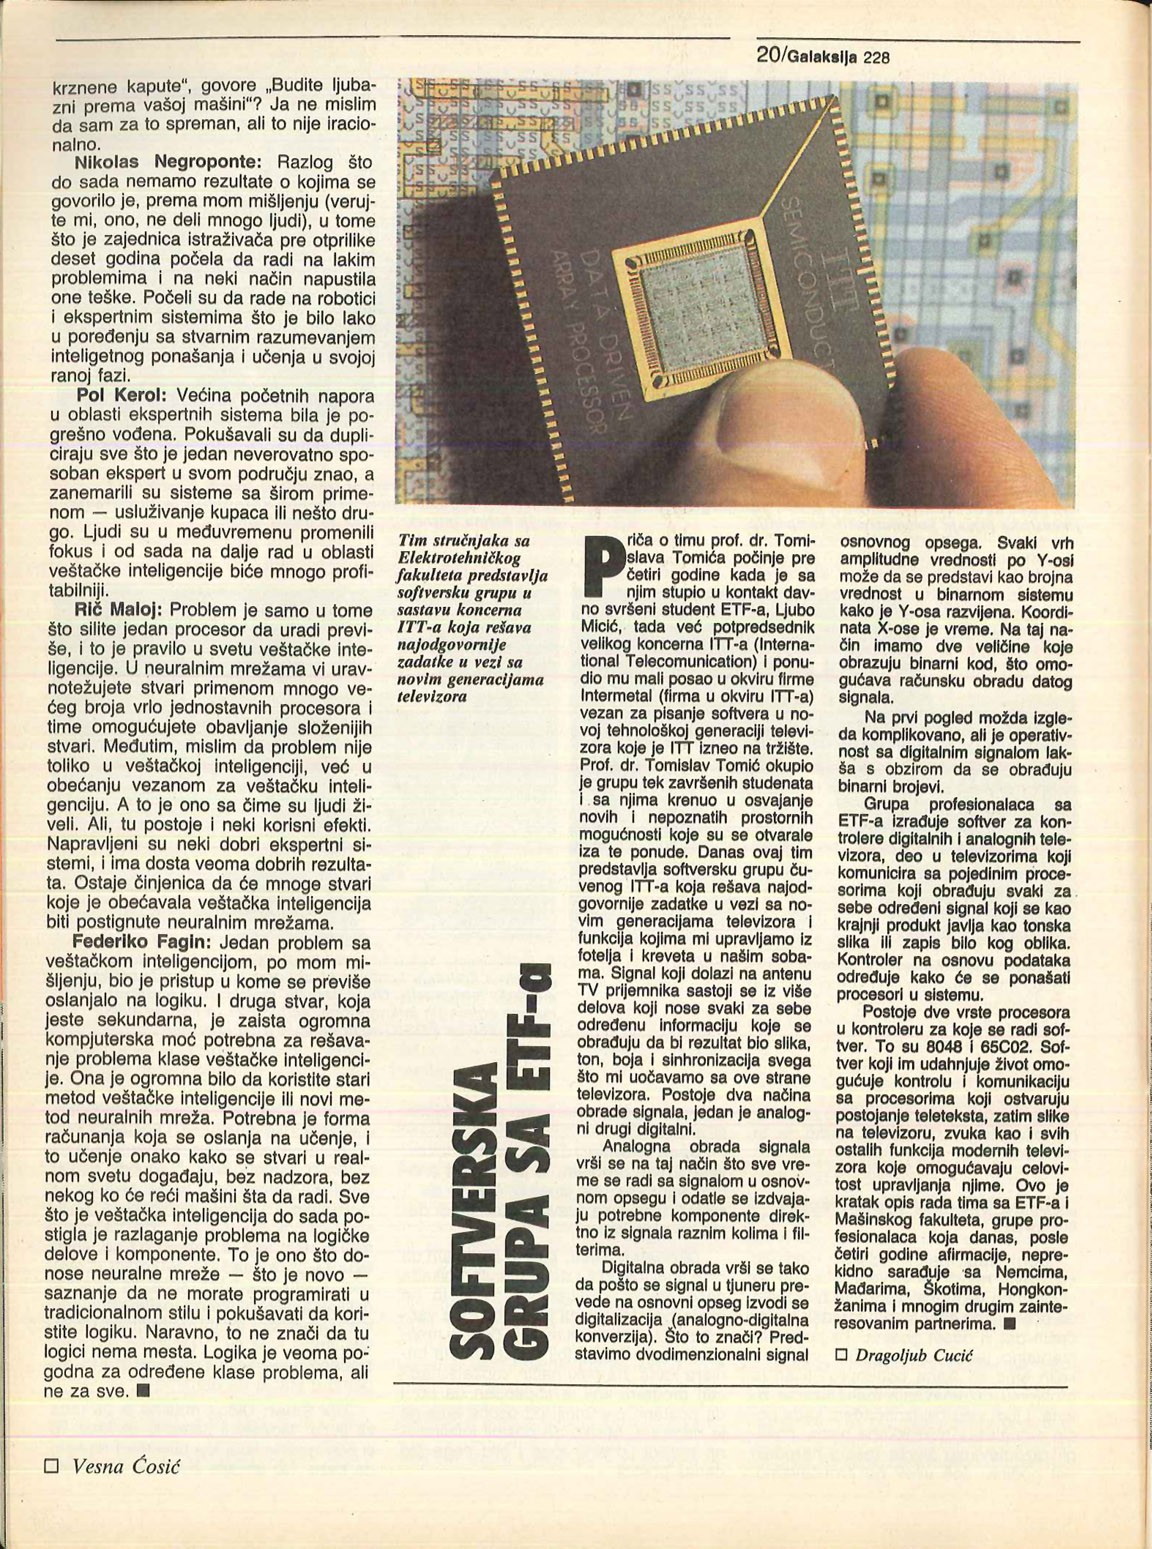 20/Galaksija 228
krznene kapute“, govore „Budite ljuba-
zni prema vašoj mašini“? Ja ne mislim
da sam za to spreman, ali to nije iracio-
nalno.
Nikolas Negroponte: Razlog što
do sada nemamo rezultate o kojima se
govorilo je, prema mom mišljenju (veruj-
te mi, ono, ne deli mnogo ljudi), u tome
što je zajednica istraživača pre otprilike
deset godina počela da radi na lakim
problemima i na neki način napustila
one teške. Počeli su da rade na robotici
i ekspertnim sistemima što je bilo lako
u poređenju sa stvarnim razumevanjem
inteligetnog ponašanja i učenja u svojoj
ranoj fazi.
Pol Kerol: Većina početnih napora
u oblasti ekspertnih sistema bila je po-
grešno vođena. Pokušavali su da dupli-
ciraju sve što je jedan neverovatno spo-
soban ekspert u svom području znao, a
zanemarili su sisteme sa širom prime-
nom — usluživanje kupaca ili nešto dru-
go. Ljudi su u međuvremenu promenili
fokus i od sada na dalje rad u oblasti
veštačke inteligencije biće mnogo profi-
tabilniji.
Rič Maloj: Problem je samo u tome
što silite jedan procesor da uradi previ-
še, i to je pravilo u svetu veštačke inte-
ligencije. U neuralnim mrežama vi urav-
notežujete stvari primenom mnogo ve-
ćeg broja vrlo jednostavnih procesora i
time omogućujete obavljanje složenijih
stvari. Međutim, mislim da problem nije
toliko u veštačkoj inteligenciji, već u
obećanju vezanom za veštačku inteli-
genciju. A to je ono sa čime su ljudi ži-
veli. Ali, tu postoje i neki korisni efekti.
Napravljeni su neki dobri ekspertni si-
stemi, i ima dosta veoma dobrih rezulta-
ta. Ostaje činjenica da će mnoge stvari
koje je obećavala veštačka inteligencija
biti postignute neuralnim mrežama.
Federiko Fagin: Jedan problem sa
veštačkom inteligencijom, po mom mi-
šljenju, bio je pristup u kome se previše
oslanjalo na logiku. I druga stvar, koja
jeste sekundarna, je zaista ogromna
kompjuterska moć potrebna za rešava-
nje problema klase veštačke inteligenci-
je. Ona je ogromna bilo da koristite stari
metod veštačke inteligencije ili novi me-
tod neuralnih mreža. Potrebna je forma
računanja koja se oslanja na učenje, i
to učenje onako kako se stvari u real-
nom svetu događaju, bez nadzora, bez
nekog ko će reći mašini šta da radi. Sve
što je veštačka inteligencija do sada po-
stigla je razlaganje problema na logičke
delove i komponente. To je ono što do-
nose neuralne mreže — što je novo —
saznanje da ne morate programirati u
tradicionalnom stilu i pokušavati da kori-
stite logiku. Naravno, to ne znači da tu
logici nema mesta. Logika je veoma po-
godna za određene klase problema, ali
ne za sve. ■
□ Vesna Ćosić
ITT
SEMICONDUCT
DATA DRIVEN
ARRAY PROCESSOR
Tim stručnjaka sa
Elektrotehničkog
fakulteta predstavlja
softversku grupu u
sastavu koncerna
ITT-a koja rešava
najodgovornije
zadatke u vezi sa
novim generacijama
televizora
SOFTVERSKA
GRUPA SA ETF-a
Priča o timu prof. dr. Tomi-
slava Tomića počinje pre
četiri godine kada je sa
njim stupio u kontakt dav-
no svršeni student ETF-a, Ljubo
Micić, tada već potpredsednik
velikog koncerna ITT-a (Interna-
tional Telecomunication) i ponu-
dio mu mali posao u okviru firme
Intermetal (firma u okviru ITT-a)
vezan za pisanje softvera u no-
voj tehnološkoj generaciji televi-
zora koje je ITT izneo na tržište.
Prof. dr. Tomislav Tomić okupio
je grupu tek završenih studenata
i sa njima krenuo u osvajanje
novih i nepoznatih prostornih
mogućnosti koje su se otvarale
iza te ponude. Danas ovaj tim
predstavlja softversku grupu ču-
venog ITT-a koja rešava najod-
govornije zadatke u vezi sa no-
vim generacijama televizora i
funkcija kojima mi upravljamo iz
fotelja i kreveta u našim soba-
ma. Signal koji dolazi na antenu
TV prijemnika sastoji se iz više
delova koji nose svaki za sebe
određenu informaciju koje se
obrađuju da bi rezultat bio slika,
ton, boja i sinhronizacija svega
što mi uočavamo sa ove strane
televizora. Postoje dva načina
obrade signala, jedan je analog-
ni drugi digitalni.
Analogna obrada signala
vrši se na taj način što sve vre-
me se radi sa signalom u osnov-
nom opsegu i odatle se izdvaja-
ju potrebne komponente direk-
tno iz signala raznim kolima i fil-
terima.
Digitalna obrada vrši se tako
da pošto se signal u tjuneru pre-
vede na osnovni opseg izvodi se
digitalizacija (analogno-digitalna
konverzija). Što to znači? Pred-
stavimo dvodimenzionalni signal
osnovnog opsega. Svaki vrh
amplitudne vrednosti po Y-osi
može da se predstavi kao brojna
vrednost u binarnom sistemu
kako je Y-osa razvijena. Koordi-
nata X-ose je vreme. Na taj na-
čin imamo dve veličine koje
obrazuju binarni kod, što omo-
gućava računsku obradu datog
signala.
Na prvi pogled možda izgle-
da komplikovano, ali je operativ-
nost sa digitalnim signalom lak-
ša s obzirom da se obrađuju
binarni brojevi.
Grupa profesionalaca sa
ETF-a izrađuje softver za kon-
trolere digitalnih i analognih tele-
vizora, deo u televizorima koji
komunicira sa pojedinim proce-
sorima koji obrađuju svaki za
sebe određeni signal koji se kao
krajnji produkt javlja kao tonska
slika ili zapis bilo kog oblika.
Kontroler na osnovu podataka
određuje kako će se ponašati
procesori u sistemu.
Postoje dve vrste procesora
u kontroleru za koje se radi sof-
tver. To su 8048 i 65C02. Sof-
tver koji im udahnjuje život omo-
gućuje kontrolu i komunikaciju
sa procesorima koji ostvaruju
postojanje teleteksta, zatim slike
na televizoru, zvuka kao i svih
ostalih funkcija modernih televi-
zora koje omogućavaju celovi-
tost upravljanja njime. Ovo je
kratak opis rada tima sa ETF-a i
Mašinskog fakulteta, grupe pro-
fesionalaca koja danas, posle
četiri godine afirmacije, nepre-
kidno sarađuje sa Nemcima,
Mađarima, Škotima, Hongkon-
žanima i mnogim drugim zainte-
resovanim partnerima. ■
□ Dragoljub Cucić